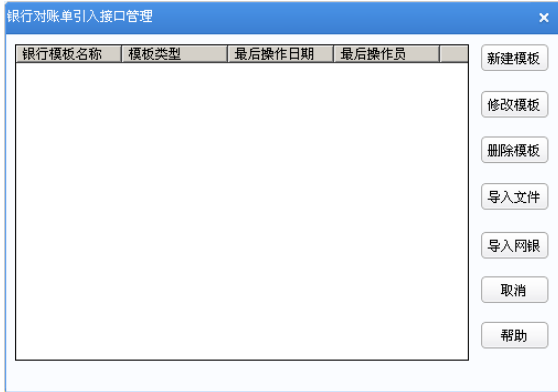 银行对账单引入接口管理
银行模板名称 模板类型 最后操作日期 最后操作员
新建模板
修改模板
删除模板
导入文件
导入网银
取消
帮助